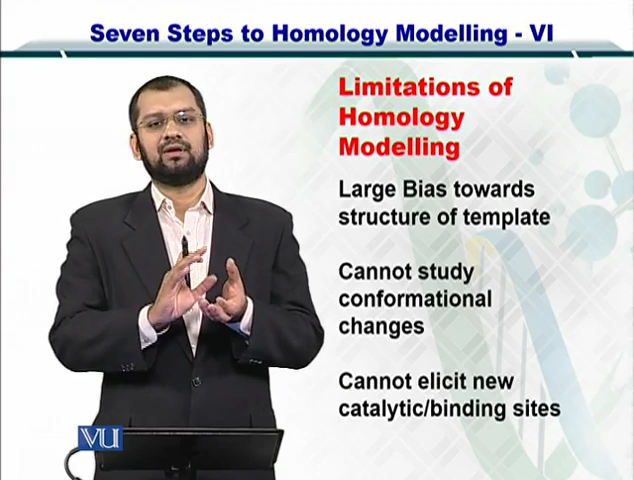 Seven Steps to Homology Modelling - VI
Limitations of
Homology
Modelling
Large Bias towards
structure of template
Cannot study
conformational
changes
Cannot elicit new
catalytic/binding sites
VU